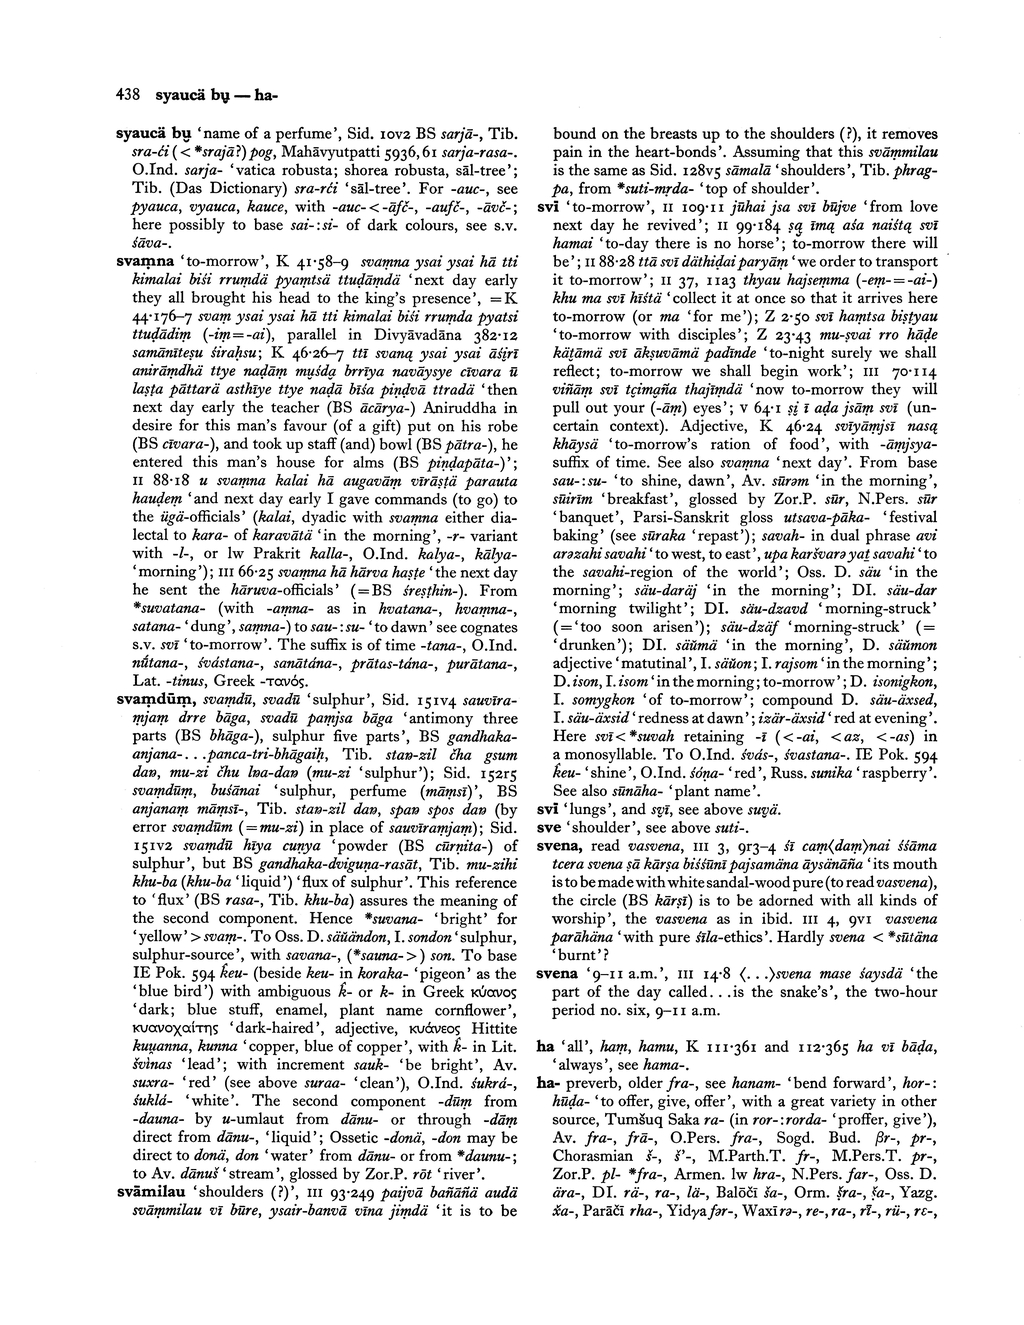 438 syaucä bṳ — ha-
syaucä bṳ ‘name of a perfume’, Sid. 10v2 BS sarjā-, Tib.
sra-ći (< *srajā?) pog, Mahāvyutpatti 5936,61 sarja-rasa-.
O.Ind. sarja- ‘vatica robusta; shorea robusta, sāl-tree’;
Tib. (Das Dictionary) sra-rći ‘sāl-tree’. For -auc-, see
pyauca, vyauca, kauce, with -auc- < -āfč-, -aufč-, -āvč-;
here possibly to base sai-:si- of dark colours, see s.v.
śāva-.
svaṃna ‘to-morrow’, K 41·58–9 svaṃna ysai ysai hā tti
kimalai biśi rruṃdä pyaṃtsä ttuḍāṃdä ‘next day early
they all brought his head to the king’s presence’, =K
44·176–7 svaṃ ysai ysai hā tti kimalai biśi rruṃda pyatsi
ttuḍādiṃ (-iṃ=-ai), parallel in Divyāvadāna 382·12
samānīteṣu śiraḥsu; K 46·26–7 ttī svaną ysai ysai āśi̱rī
anirāṃdhä ttye naḍāṃ mṳśdą brrīya navāysye cīvara ū
laṣṭa pāttarä asthīye ttye naḍä bīśa piṇḍvā ttradä ‘then
next day early the teacher (BS ācārya-) Aniruddha in
desire for this man’s favour (of a gift) put on his robe
(BS cīvara-), and took up staff (and) bowl (BS pātra-), he
entered this man’s house for alms (BS piṇḍapāta-)’;
II 88·18 u svaṃna kalai hā augavāṃ vīrāṣṭä parauta
hauḍeṃ ‘and next day early I gave commands (to go) to
the ügä-officials’ (kalai, dyadic with svaṃna either dia-
lectal to kara- of karavātä ‘in the morning’, -r- variant
with -l-, or lw Prakrit kalla-, O.Ind. kalya-, kālya-
‘morning’); III 66·25 svaṃna hā hārva haṣṭe ‘the next day
he sent the hāruva-officials’ (=BS śreṣṭhin-). From
*suvatana- (with -aṃna- as in hvatana-, hvaṃna-,
satana- ‘dung’, saṃna-) to sau-:su- ‘to dawn’ see cognates
s.v. svī ‘to-morrow’. The suffix is of time -tana-, O.Ind.
nū́tana-, śvástana-, sanātána-, prātas-tána-, purātana-,
Lat. -tinus, Greek -τανός.
svaṃdūṃ, svaṃdū, svadū ‘sulphur’, Sid. 151v4 sauvīra-
ṃjaṃ drre bāga, svadū paṃjsa bāga ‘antimony three
parts (BS bhāga-), sulphur five parts’, BS gandhaka-
anjana-. . .panca-tri-bhāgaiḥ, Tib. stan-zil čha gsum
dan, mu-zi čhu lna-dan (mu-zi ‘sulphur’); Sid. 152r5
svaṃdūṃ, buśānai ‘sulphur, perfume (māṃsī)’, BS
anjanaṃ māṃsī-, Tib. stan-zil dan, span spos dan (by
error svaṃdūm (=mu-zi) in place of sauvīraṃjaṃ); Sid.
151v2 svaṃdū hīya cuṇya ‘powder (BS cūrṇita-) of
sulphur’, but BS gandhaka-dviguṇa-rasāt, Tib. mu-zihi
khu-ba (khu-ba ‘liquid’) ‘flux of sulphur’. This reference
to ‘flux’ (BS rasa-, Tib. khu-ba) assures the meaning of
the second component. Hence *suvana- ‘bright’ for
‘yellow’ > svaṃ-. To Oss. D. säŭändon, I. sondon ‘sulphur,
sulphur-source’, with savana-, (*sauna- >) son. To base
IE Pok. 594 k̑eu- (beside keu- in koraka- ‘pigeon’ as the
‘blue bird’) with ambiguous k̑- or k- in Greek κύανος
‘dark; blue stuff, enamel, plant name cornflower’,
κυανοχαίτης ‘dark-haired’, adjective, κυάνεος Hittite
kuu̯anna, kunna ‘copper, blue of copper’, with k̑- in Lit.
švìnas ‘lead’; with increment sauk- ‘be bright’, Av.
suxra- ‘red’ (see above suraa- ‘clean’), O.Ind. śukrá-,
śuklá- ‘white’. The second component -dūṃ from
-dauna- by u-umlaut from dānu- or through -dāṃ
direct from dānu-, ‘liquid’; Ossetic -donä, -don may be
direct to donä, don ‘water’ from dānu- or from *daunu-;
to Av. dānuš ‘stream’, glossed by Zor.P. rōt ‘river’.
svāmilau ‘shoulders (?)’, III 93·249 paijvā bañāñä audä
svāṃmilau vī būre, ysair-banvā vīna jiṃdä ‘it is to be
bound on the breasts up to the shoulders (?), it removes
pain in the heart-bonds’. Assuming that this svāṃmilau
is the same as Sid. 128v5 sāmalā ‘shoulders’, Tib. phrag-
pa, from *suti-mṛda- ‘top of shoulder’.
svī ‘to-morrow’, II 109·11 jūhai jsa svī būjve ‘from love
next day he revived’; II 99·184 ṣą īmą aśa naiśtą svī
hamai ‘to-day there is no horse’; to-morrow there will
be’; II 88·28 ttā svī däthiḍai paryāṃ ‘we order to transport
it to-morrow’; II 37, 11a3 thyau hajseṃma (-eṃ-=-ai-)
khu ma svī hīśtä ‘collect it at once so that it arrives here
to-morrow (or ma ‘for me’); Z 2·50 svī haṃtsa biṣṭyau
‘to-morrow with disciples’; Z 23·43 mu-ṣvai rro hāḍe
käṭāmä svī ākṣuvāmä padīnde ‘to-night surely we shall
reflect; to-morrow we shall begin work’; III 70·114
viñāṃ svī tcimaña thajīṃdä ‘now to-morrow they will
pull out your (-āṃ) eyes’; V 64·1 ṣi ī aḍa jsāṃ svī (un-
certain context). Adjective, K 46·24 svīyāṃjsī nasą
khāysä ‘to-morrow’s ration of food’, with -āṃjsya-
suffix of time. See also svaṃna ‘next day’. From base
sau-:su- ‘to shine, dawn’, Av. sūrəm ‘in the morning’,
sūirīm ‘breakfast’, glossed by Zor.P. sūr, N.Pers. sūr
‘banquet’, Parsi-Sanskrit gloss utsava-pāka- ‘festival
baking’ (see sūraka ‘repast’); savah- in dual phrase avi
arəzahi savahi ‘to west, to east’, upa karšvarə yat̰ savahi ‘to
the savahi-region of the world’; Oss. D. säu ‘in the
morning’; säu-daräj ‘in the morning’; DI. säu-dar
‘morning twilight’; DI. säu-dzavd ‘morning-struck’
(=‘too soon arisen’); säu-dzäf ‘morning-struck’ (=
‘drunken’); DI. säŭmä ‘in the morning’, D. säŭmon
adjective ‘matutinal’, I. säŭon; I. rajsom ‘in the morning’;
D. ison, I. isom ‘in the morning; to-morrow’; D. isonigkon,
I. somygkon ‘of to-morrow’; compound D. säu-äxsed,
I. säu-äxsid ‘redness at dawn’; izär-äxsid ‘red at evening’.
Here svī < *suvah retaining -ī (< -ai, < az, < -as) in
a monosyllable. To O.Ind. śvás-, śvastana-. IE Pok. 594
k̑eu- ‘shine’, O.Ind. śóṇa- ‘red’, Russ. sunika ‘raspberry’.
See also sūnāha- ‘plant name’.
svī ‘lungs’, and sṿī, see above suṿä.
sve ‘shoulder’, see above suti-.
svena, read vasvena, III 3, 9r3–4 śī caṃ⟨daṃ⟩nai śśāma
tcera svena ṣā kārṣa biśśūnī pajsamäna āysänāña ‘its mouth
is to be made with white sandal-wood pure (to read vasvena),
the circle (BS kārṣī) is to be adorned with all kinds of
worship’, the vasvena as in ibid. III 4, 9v1 vasvena
parāhäna ‘with pure śīla-ethics’. Hardly svena < *sūtäna
‘burnt’?
svena ‘9–11 a.m.’, III 14·8 ⟨. . .⟩svena mase śaysdä ‘the
part of the day called. . .is the snake’s’, the two-hour
period no. six, 9–11 a.m.
ha ‘all’, haṃ, hamu, K 111·361 and 112·365 ha vī bāḍa,
‘always’, see hama-.
ha- preverb, older fra-, see hanam- ‘bend forward’, hor-:
hūḍa- ‘to offer, give, offer’, with a great variety in other
source, Tumšuq Saka ra- (in ror-:rorda- ‘proffer, give’),
Av. fra-, frā-, O.Pers. fra-, Sogd. Bud. βr-, pr-,
Chorasmian š-, š’-, M.Parth.T. fr-, M.Pers.T. pr-,
Zor.P. pl- *fra-, Armen. lw hra-, N.Pers. far-, Oss. D.
ära-, DI. rä-, ra-, lä-, Balōčī ša-, Orm. ṣ̌ra-, ṣ̌a-, Yazg.
x̌a-, Parāčī rha-, Yidya fər-, Waxī rə-, re-, ra-, rī-, rü-, rε-,